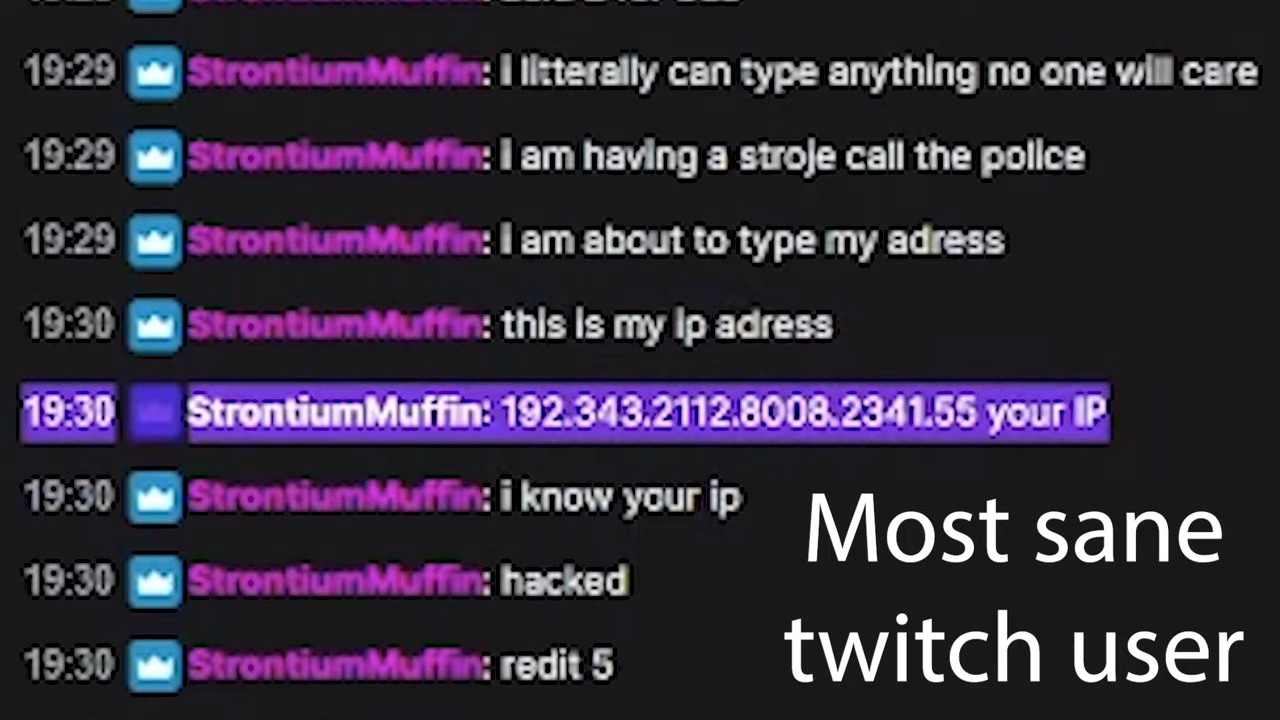 19:29 StrontiumMuffin: i litterally can type anything no one will care
19:29 StrontiumMuffin: i am having a stroje call the police
19:29 StrontiumMuffin: i am about to type my adress
19:30 StrontiumMuffin: this is my ip adress
19:30 StrontiumMuffin: 192.343.2112.8008.2341.55 your IP
19:30 StrontiumMuffin: i know your ip
19:30 StrontiumMuffin: hacked
19:30 StrontiumMuffin: redit 5
Most sane
twitch user